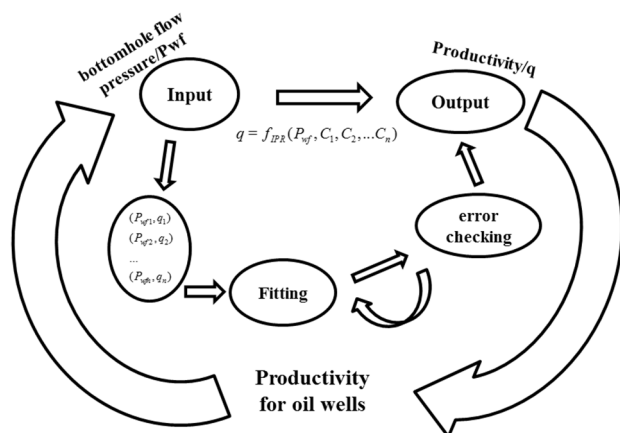 bottomhole flow
pressure/Pwf
Productivity/q
Input
Output
q = f_IPR(P_wf, C_1, C_2, ...C_n)
(P_wf1, q_1)
(P_wf2, q_2)
...
(P_wfn, q_n)
error
checking
Fitting
Productivity
for oil wells